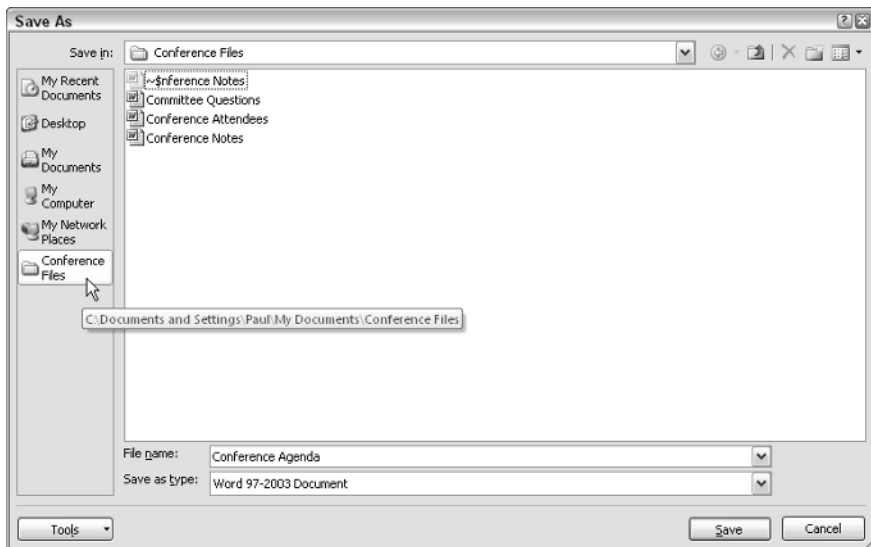 Save As
Save in:
Conference Files
My Recent
Documents
Desktop
My
Documents
My
Computer
My Network
Places
Conference
Files
~$nference Notes
Committee Questions
Conference Attendees
Conference Notes
C:\Documents and Settings\Paul\My Documents\Conference Files
File name:
Conference Agenda
Save as type:
Word 97-2003 Document
Tools
Save
Cancel